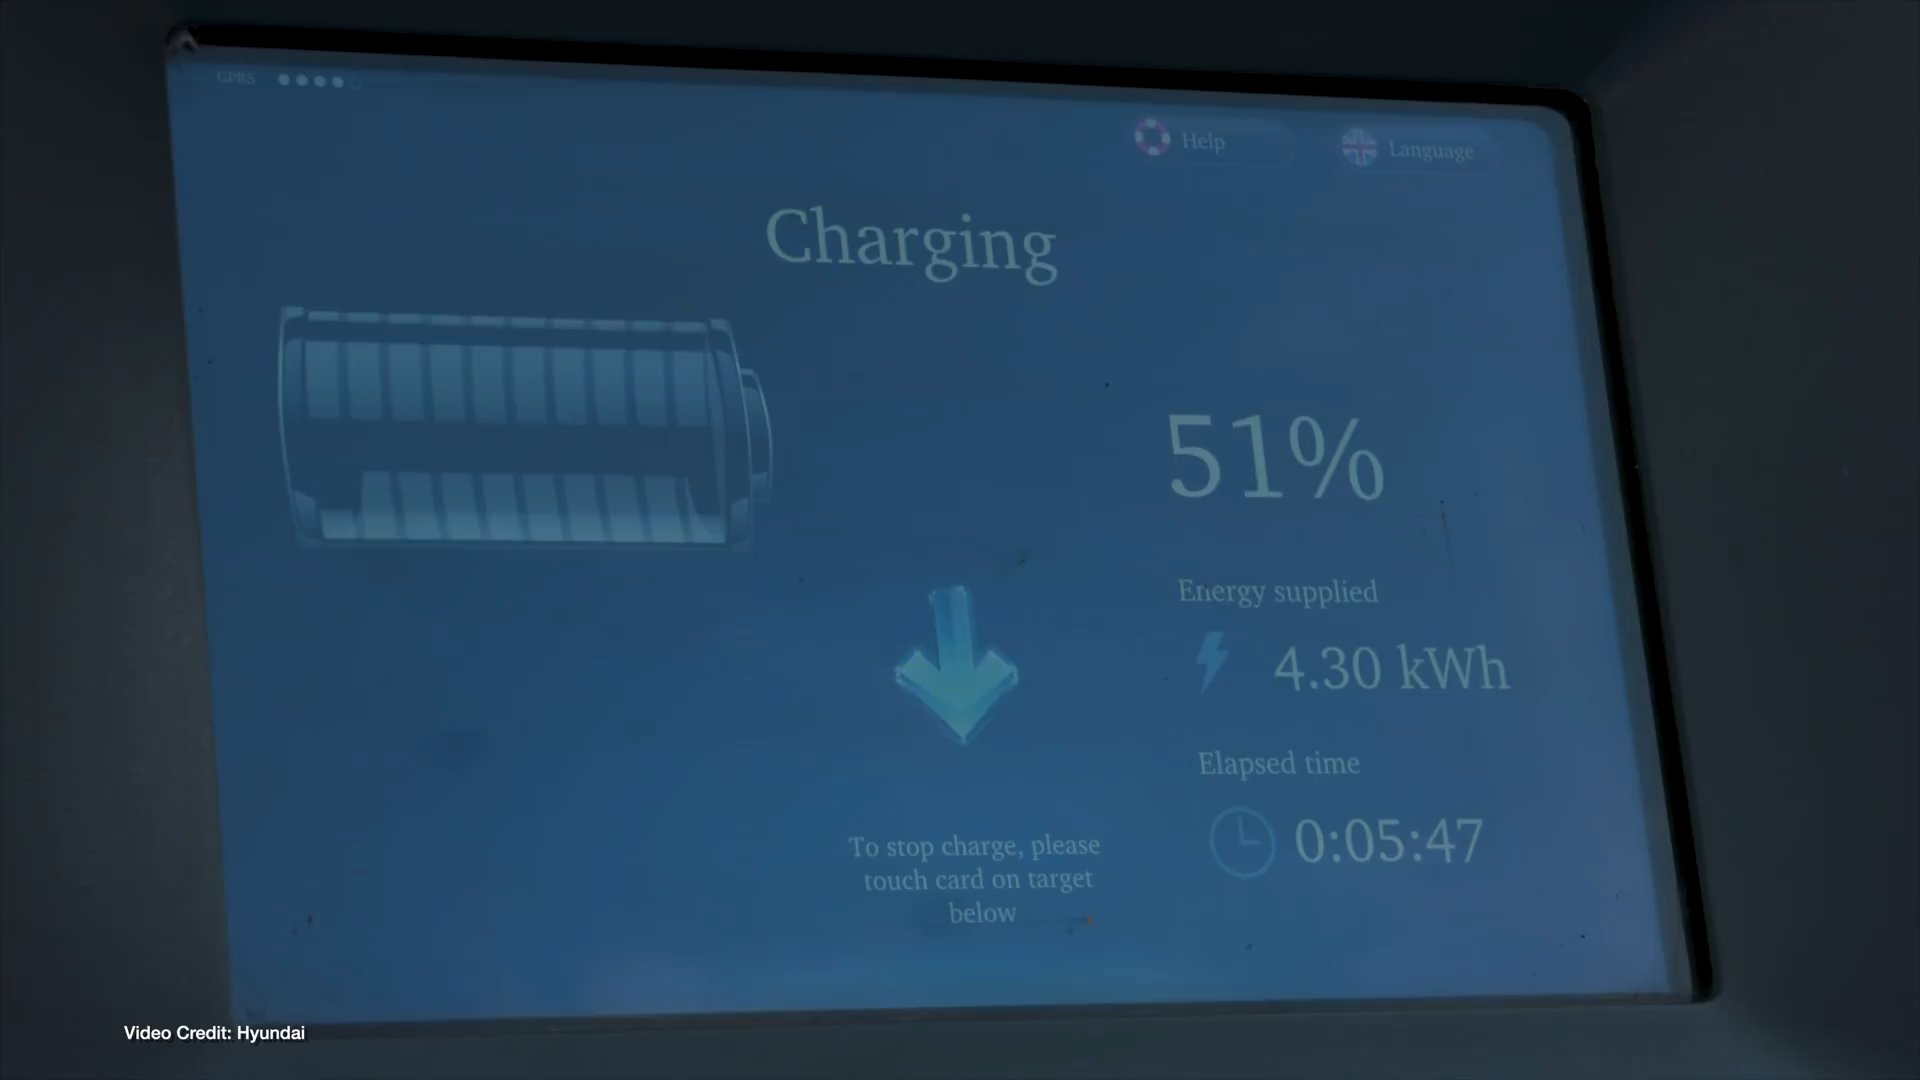 GPRS
Help
Language
Charging
51%
Energy supplied
4.30 kWh
Elapsed time
0:05:47
To stop charge, please
touch card on target
below
Video Credit: Hyundai